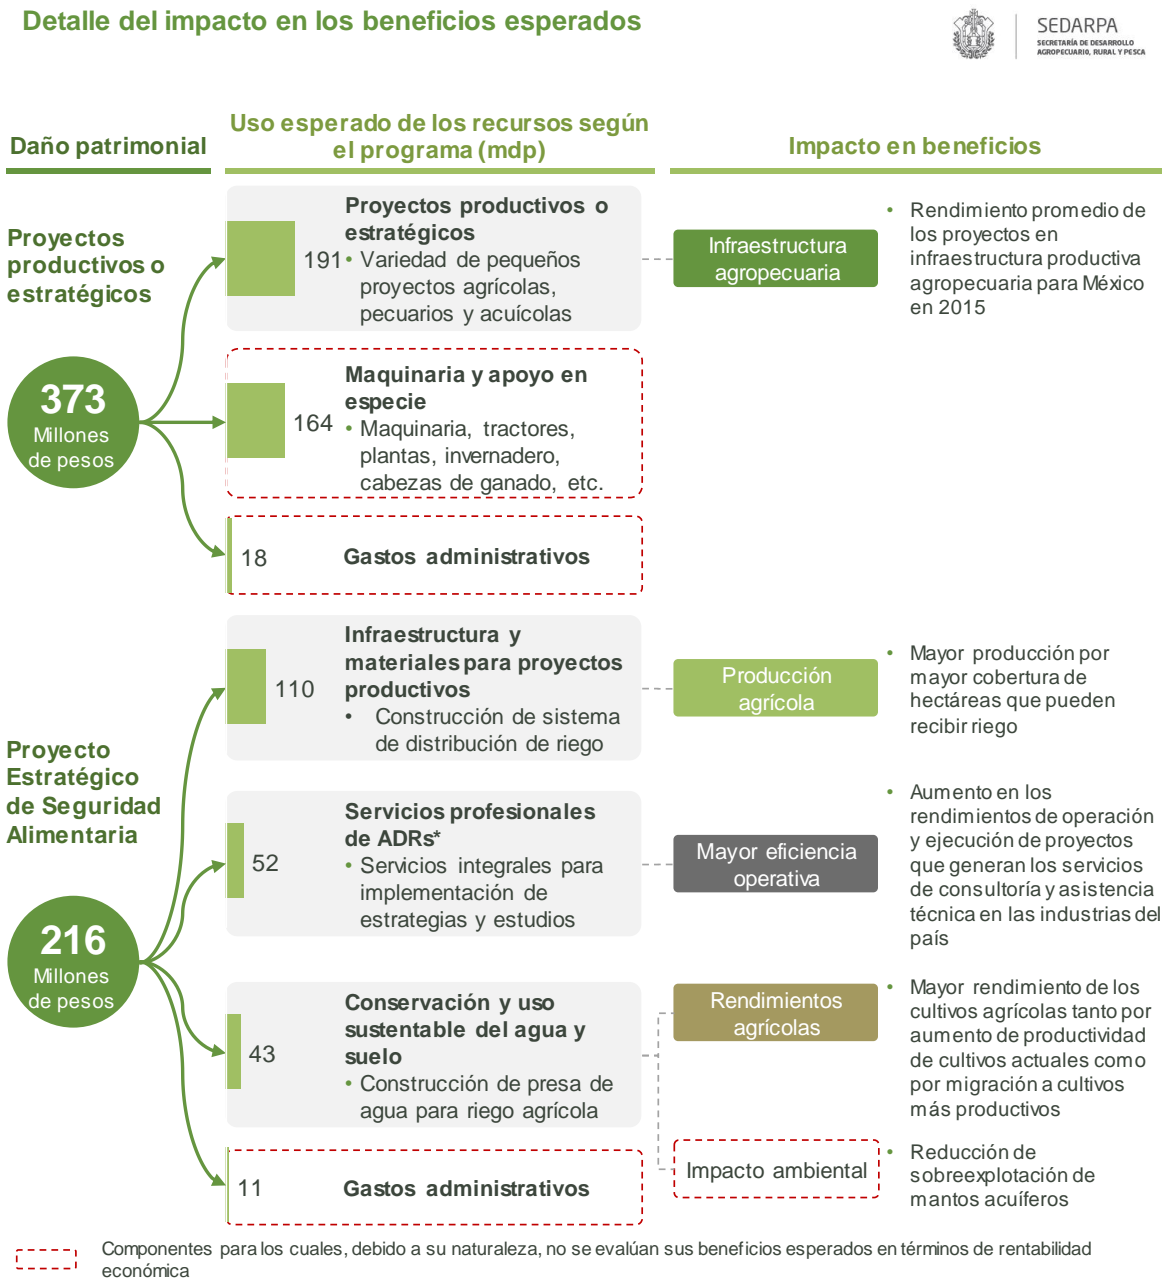 Detalle del impacto en los beneficios esperados
SEDARPA
SECRETARÍA DE DESARROLLO
AGROPECUARIO, RURAL Y PESCA
Daño patrimonial
Uso esperado de los recursos según
el programa (mdp)
Impacto en beneficios
Proyectos
productivos o
estratégicos
373
Millones
de pesos
191
Proyectos productivos o
estratégicos
• Variedad de pequeños
proyectos agrícolas,
pecuarios y acuícolas
Infraestructura
agropecuaria
• Rendimiento promedio de
los proyectos en
infraestructura productiva
agropecuaria para México
en 2015
164
Maquinaria y apoyo en
especie
• Maquinaria, tractores,
plantas, invernadero,
cabezas de ganado, etc.
18
Gastos administrativos
Proyecto
Estratégico
de Seguridad
Alimentaria
216
Millones
de pesos
110
Infraestructura y
materiales para proyectos
productivos
• Construcción de sistema
de distribución de riego
Producción
agrícola
• Mayor producción por
mayor cobertura de
hectáreas que pueden
recibir riego
52
Servicios profesionales
de ADRs*
• Servicios integrales para
implementación de
estrategias y estudios
Mayor eficiencia
operativa
• Aumento en los
rendimientos de operación
y ejecución de proyectos
que generan los servicios
de consultoría y asistencia
técnica en las industrias del
país
43
Conservación y uso
sustentable del agua y
suelo
• Construcción de presa de
agua para riego agrícola
Rendimientos
agrícolas
• Mayor rendimiento de los
cultivos agrícolas tanto por
aumento de productividad
de cultivos actuales como
por migración a cultivos
más productivos
Impacto ambiental
• Reducción de
sobreexplotación de
mantos acuíferos
11
Gastos administrativos
Componentes para los cuales, debido a su naturaleza, no se evalúan sus beneficios esperados en términos de rentabilidad
económica